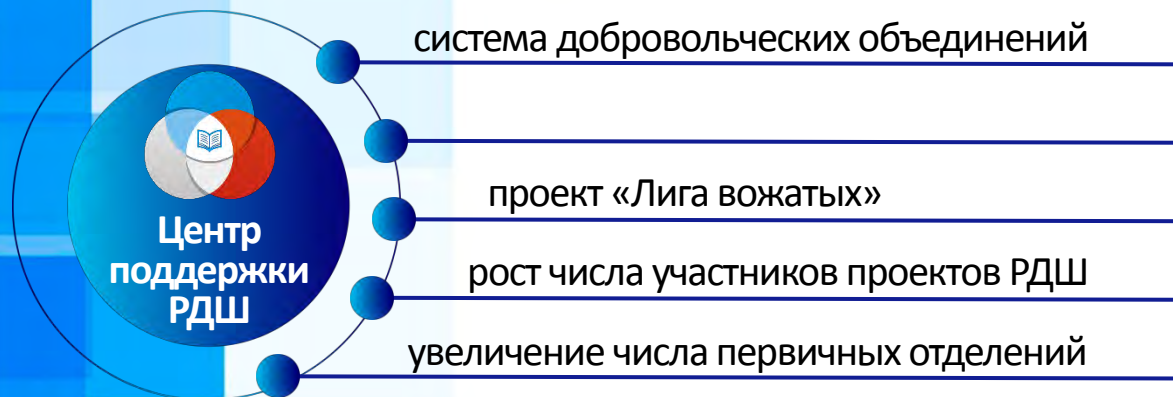 система добровольческих объединений
проект «Лига вожатых»
рост числа участников проектов РДШ
увеличение числа первичных отделений
Центр
поддержки
РДШ